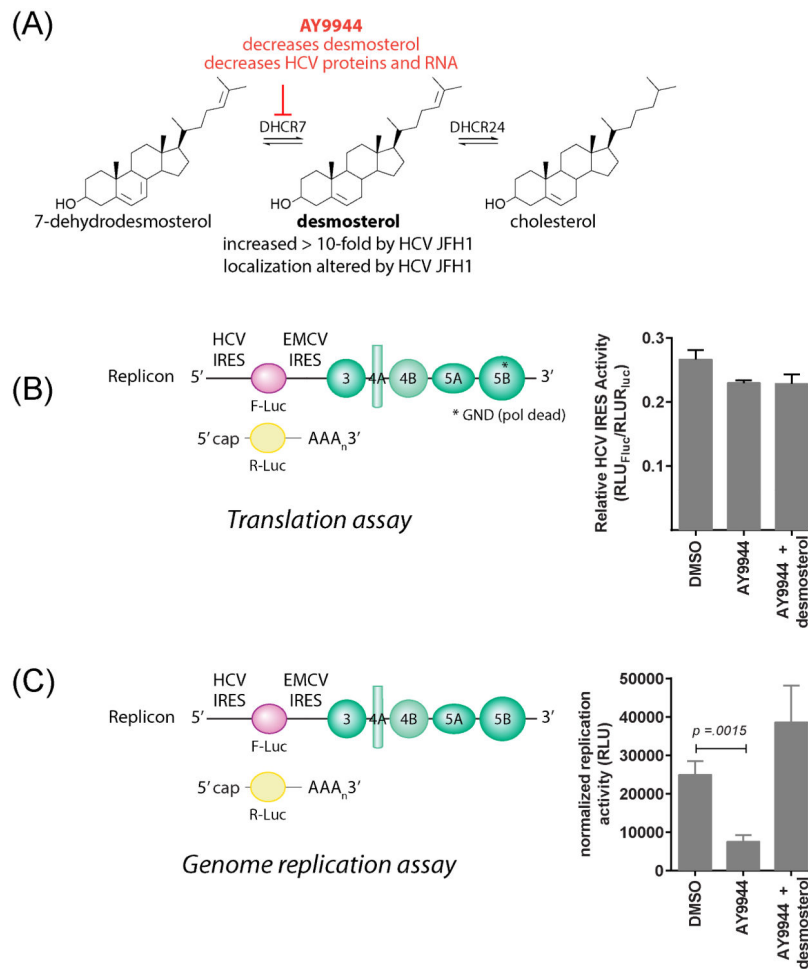 (A)
AY9944
decreases desmosterol
decreases HCV proteins and RNA
DHCR7
DHCR24
HO
HO
HO
7-dehydrodesmosterol
desmosterol
cholesterol
increased > 10-fold by HCV JFH1
localization altered by HCV JFH1
(B)
HCV
IRES
EMCV
IRES
Replicon 5′ 3 4A 4B 5A 5B 3′
*
F-Luc
* GND (pol dead)
5′ cap AAAn3′
R-Luc
Translation assay
Relative HCV IRES Activity
(RLUFluc/RLURluc)
0.3
0.2
0.1
DMSO
AY9944
AY9944 +
desmosterol
(C)
HCV
IRES
EMCV
IRES
Replicon 5′ 3 4A 4B 5A 5B 3′
F-Luc
5′ cap AAAn3′
R-Luc
Genome replication assay
normalized replication
activity (RLU)
50000
40000
30000
20000
10000
0
p =.0015
DMSO
AY9944
AY9944 +
desmosterol